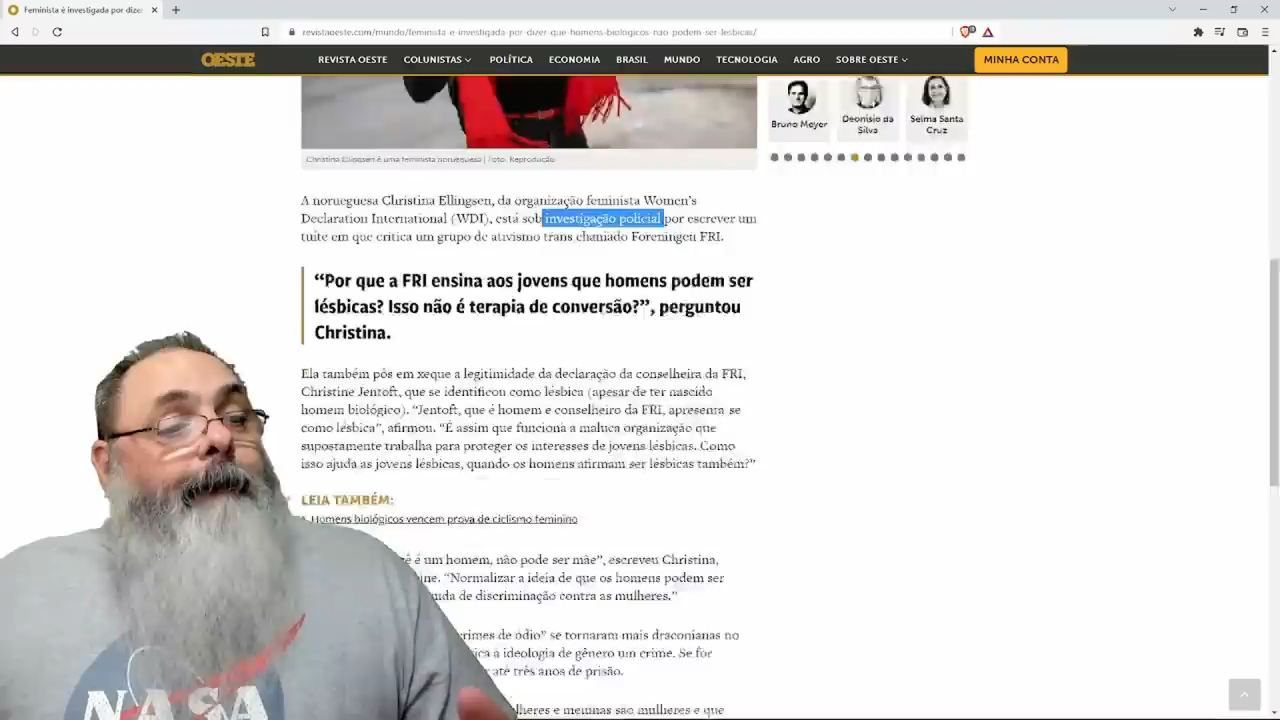 Feminista é investigada por dizer
revistaoeste.com/mundo/feminista-e-investigada-por-dizer-que-homens-biologicos-nao-podem-ser-lesbicas/
OESTE
REVISTA OESTE
COLUNISTAS
POLÍTICA
ECONOMIA
BRASIL
MUNDO
TECNOLOGIA
AGRO
SOBRE OESTE
MINHA CONTA
Bruno Meyer
Deonísio da
Silva
Selma Santa
Cruz
Christina Ellingsen é uma feminista norueguesa | Foto: Reprodução
A norueguesa Christina Ellingsen, da organização feminista Women's
Declaration International (WDI), está sob investigação policial por escrever um
tuíte em que critica um grupo de ativismo trans chamado Foreningen FRI.
“Por que a FRI ensina aos jovens que homens podem ser
lésbicas? Isso não é terapia de conversão?”, perguntou
Christina.
Ela também pôs em xeque a legitimidade da declaração da conselheira da FRI,
Christine Jentoft, que se identificou como lésbica (apesar de ter nascido
homem biológico). “Jentoft, que é homem e conselheiro da FRI, apresenta-se
como lésbica”, afirmou. “É assim que funciona a maluca organização que
supostamente trabalha para proteger os interesses de jovens lésbicas. Como
isso ajuda as jovens lésbicas, quando os homens afirmam ser lésbicas também?”
LEIA TAMBÉM:
Homens biológicos vencem prova de ciclismo feminino
é um homem, não pode ser mãe”, escreveu Christina,
“Normalizar a ideia de que os homens podem ser
de discriminação contra as mulheres.”
crimes de ódio” se tornaram mais draconianas no
a ideologia de gênero um crime. Se for
até três anos de prisão.
e meninas são mulheres e que
NASA